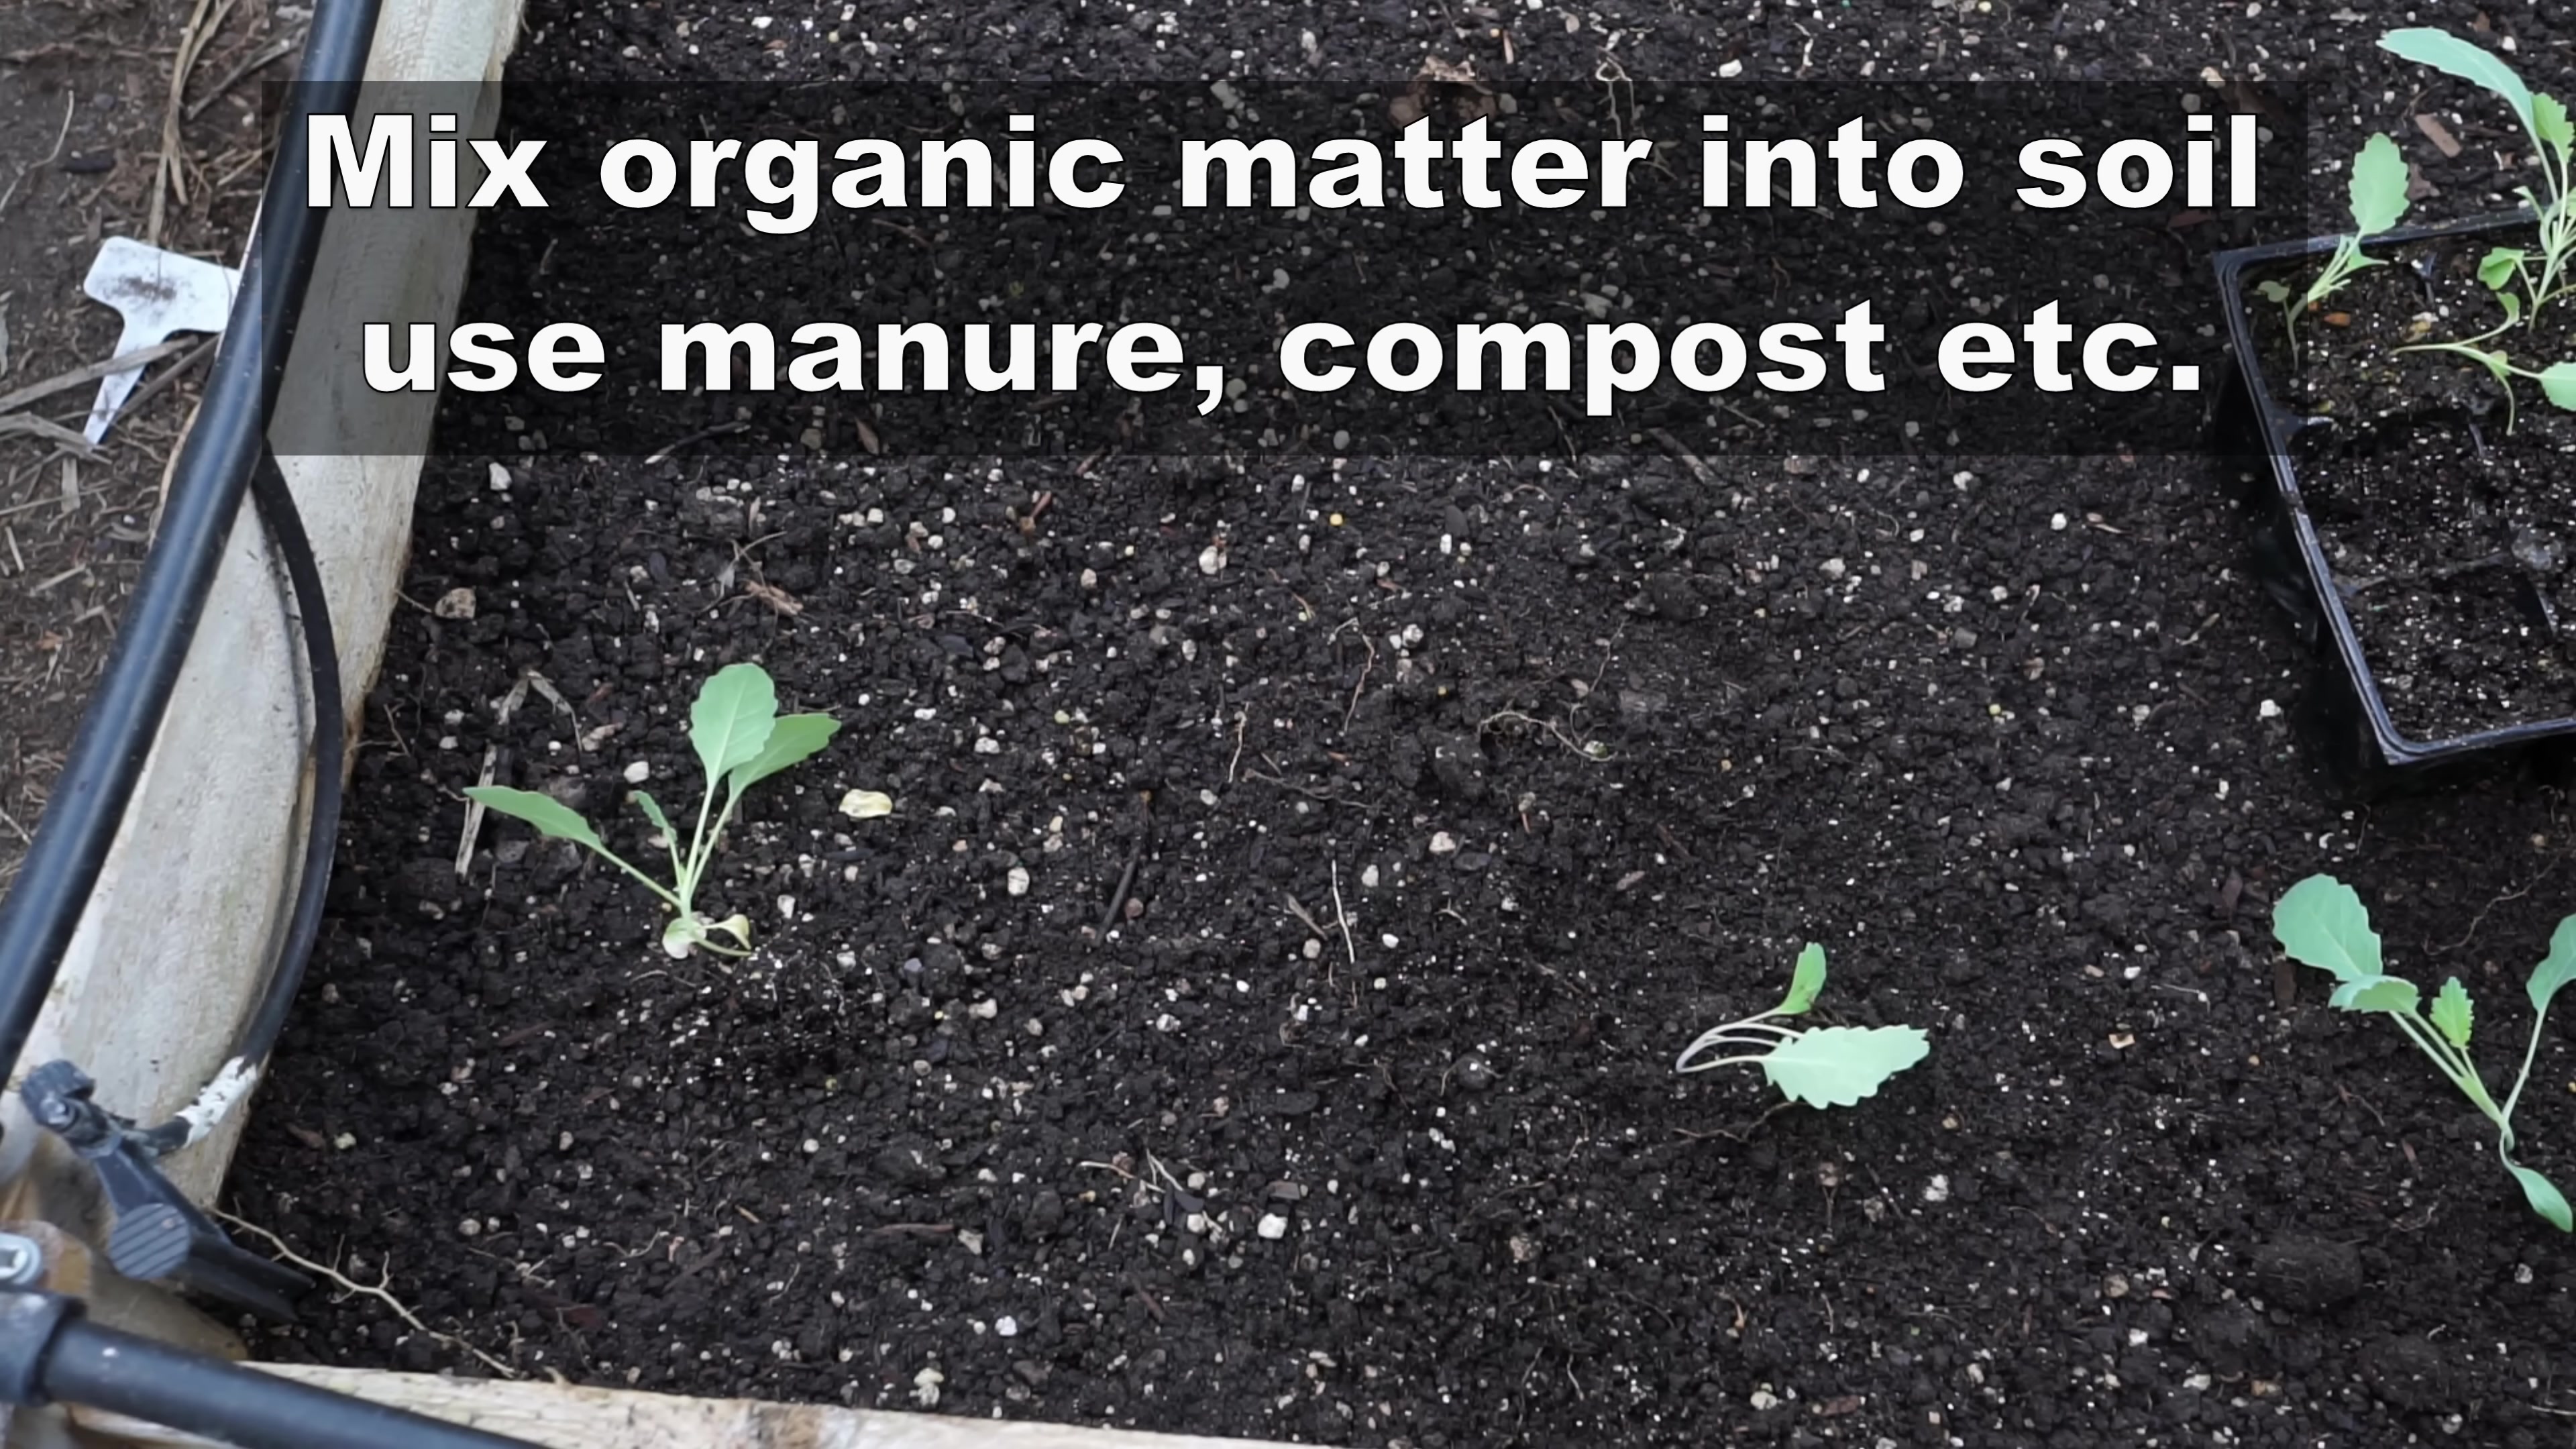 Mix organic matter into soil
use manure, compost etc.